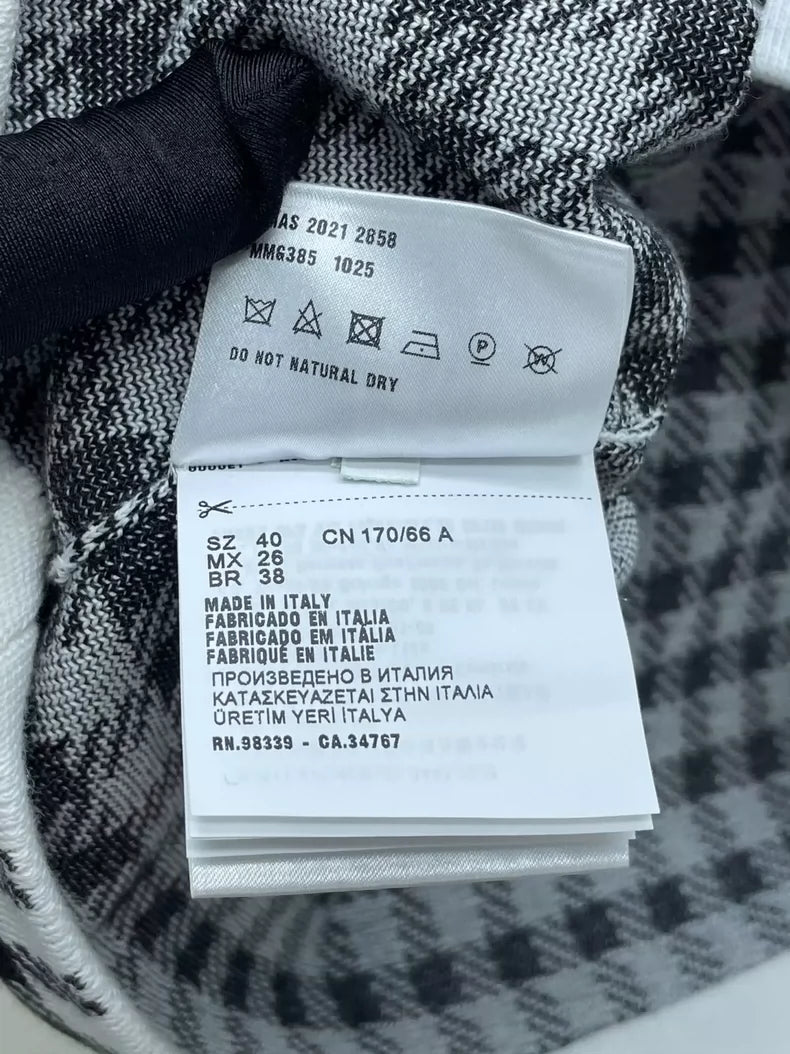 2021 2858
MMG385 1025
P
W
DO NOT NATURAL DRY
SZ 40 CN 170/66 A
MX 26
BR 38
MADE IN ITALY
FABRICADO EN ITALIA
FABRICADO EM ITÁLIA
FABRIQUÉ EN ITALIE
ПРОИЗВЕДЕНО В ИТАЛИЯ
ΚΑΤΑΣΚΕΥΑΖΕΤΑΙ ΣΤΗΝ ΙΤΑΛΙΑ
ÜRETİM YERİ İTALYA
RN.98339 - CA.34767